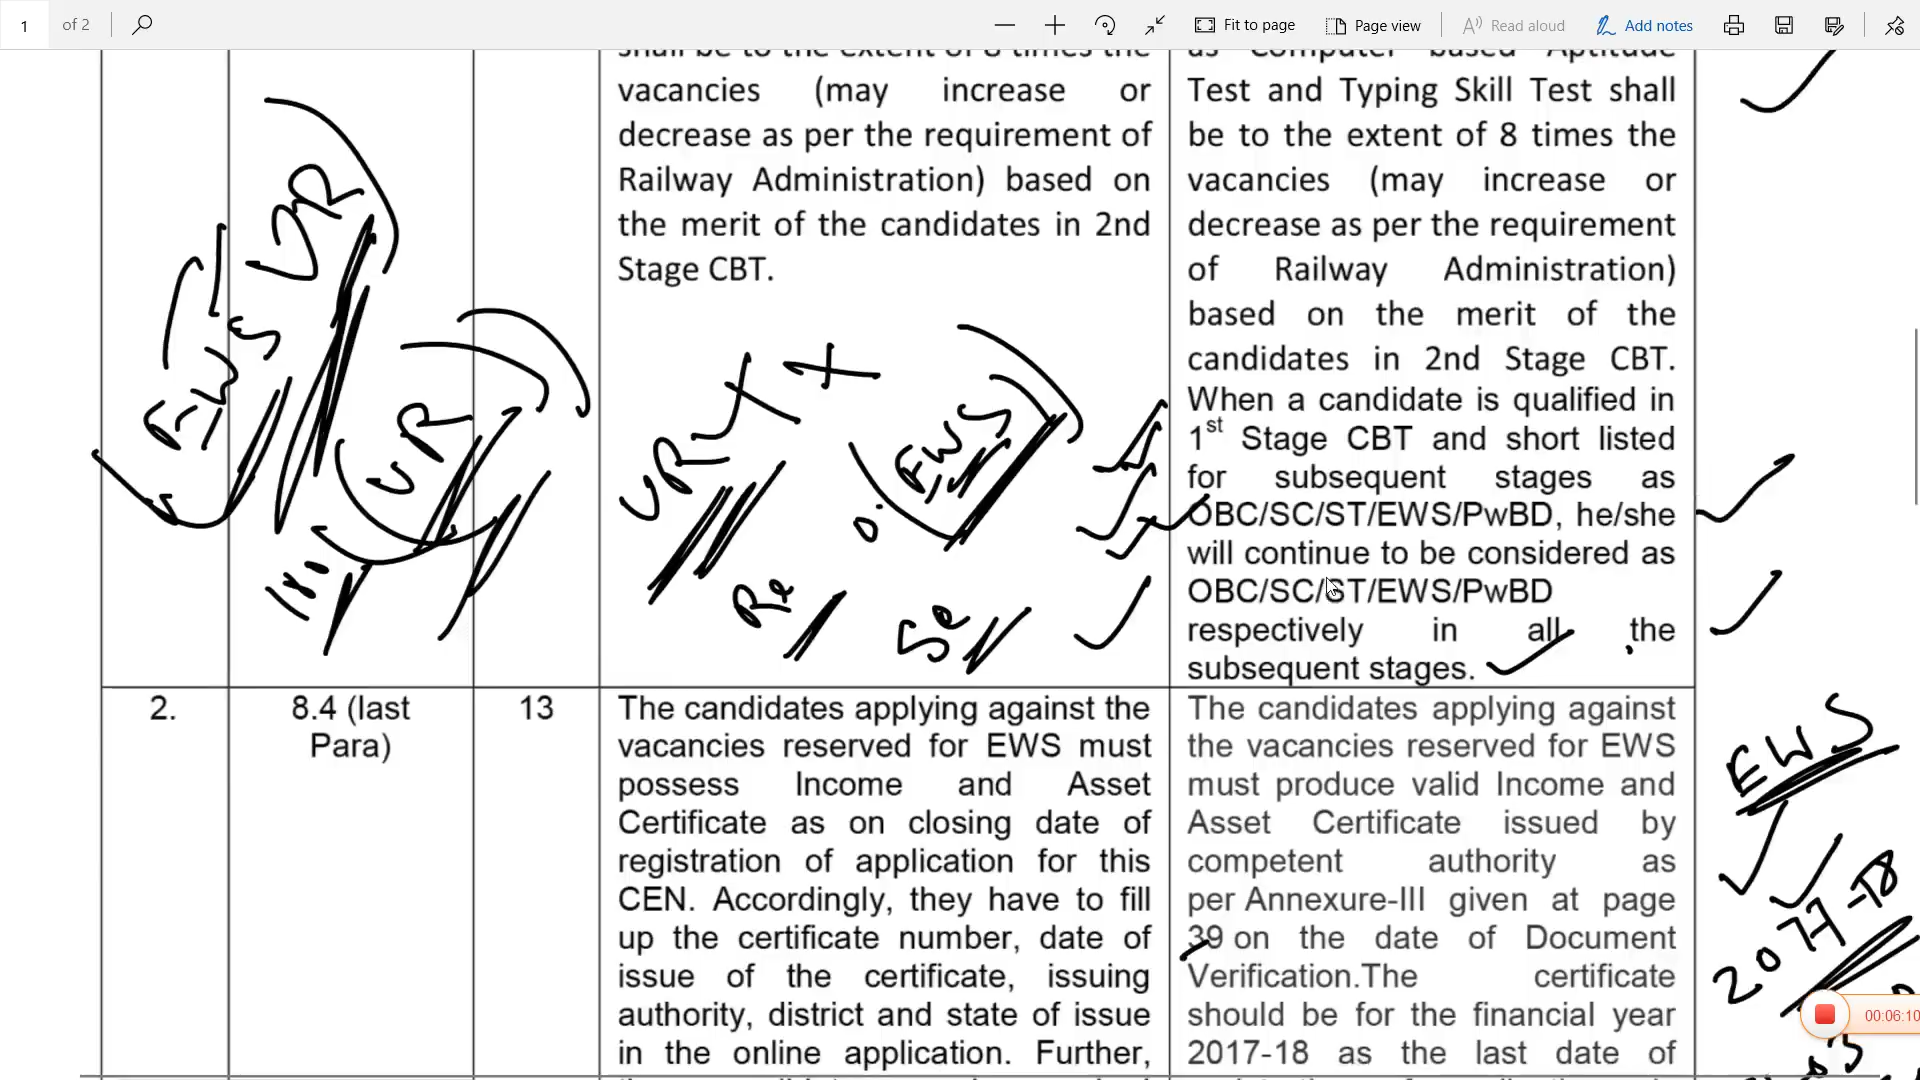 1 of 2 Fit to page Page view Read aloud Add notes
vacancies (may increase or
decrease as per the requirement of
Railway Administration) based on
the merit of the candidates in 2nd
Stage CBT.
as Computer based Aptitude
Test and Typing Skill Test shall
be to the extent of 8 times the
vacancies (may increase or
decrease as per the requirement
of Railway Administration)
based on the merit of the
candidates in 2nd Stage CBT.
When a candidate is qualified in
1st Stage CBT and short listed
for subsequent stages as
OBC/SC/ST/EWS/PwBD, he/she
will continue to be considered as
OBC/SC/ST/EWS/PwBD
respectively in all the
subsequent stages.
UR
EWS
UR
UR
EWS
Re
Se
2.
8.4 (last
Para)
13
The candidates applying against the
vacancies reserved for EWS must
possess Income and Asset
Certificate as on closing date of
registration of application for this
CEN. Accordingly, they have to fill
up the certificate number, date of
issue of the certificate, issuing
authority, district and state of issue
in the online application. Further,
The candidates applying against
the vacancies reserved for EWS
must produce valid Income and
Asset Certificate issued by
competent authority as
per Annexure-III given at page
39 on the date of Document
Verification.The certificate
should be for the financial year
2017-18 as the last date of
EWS
2017-18
00:06:10